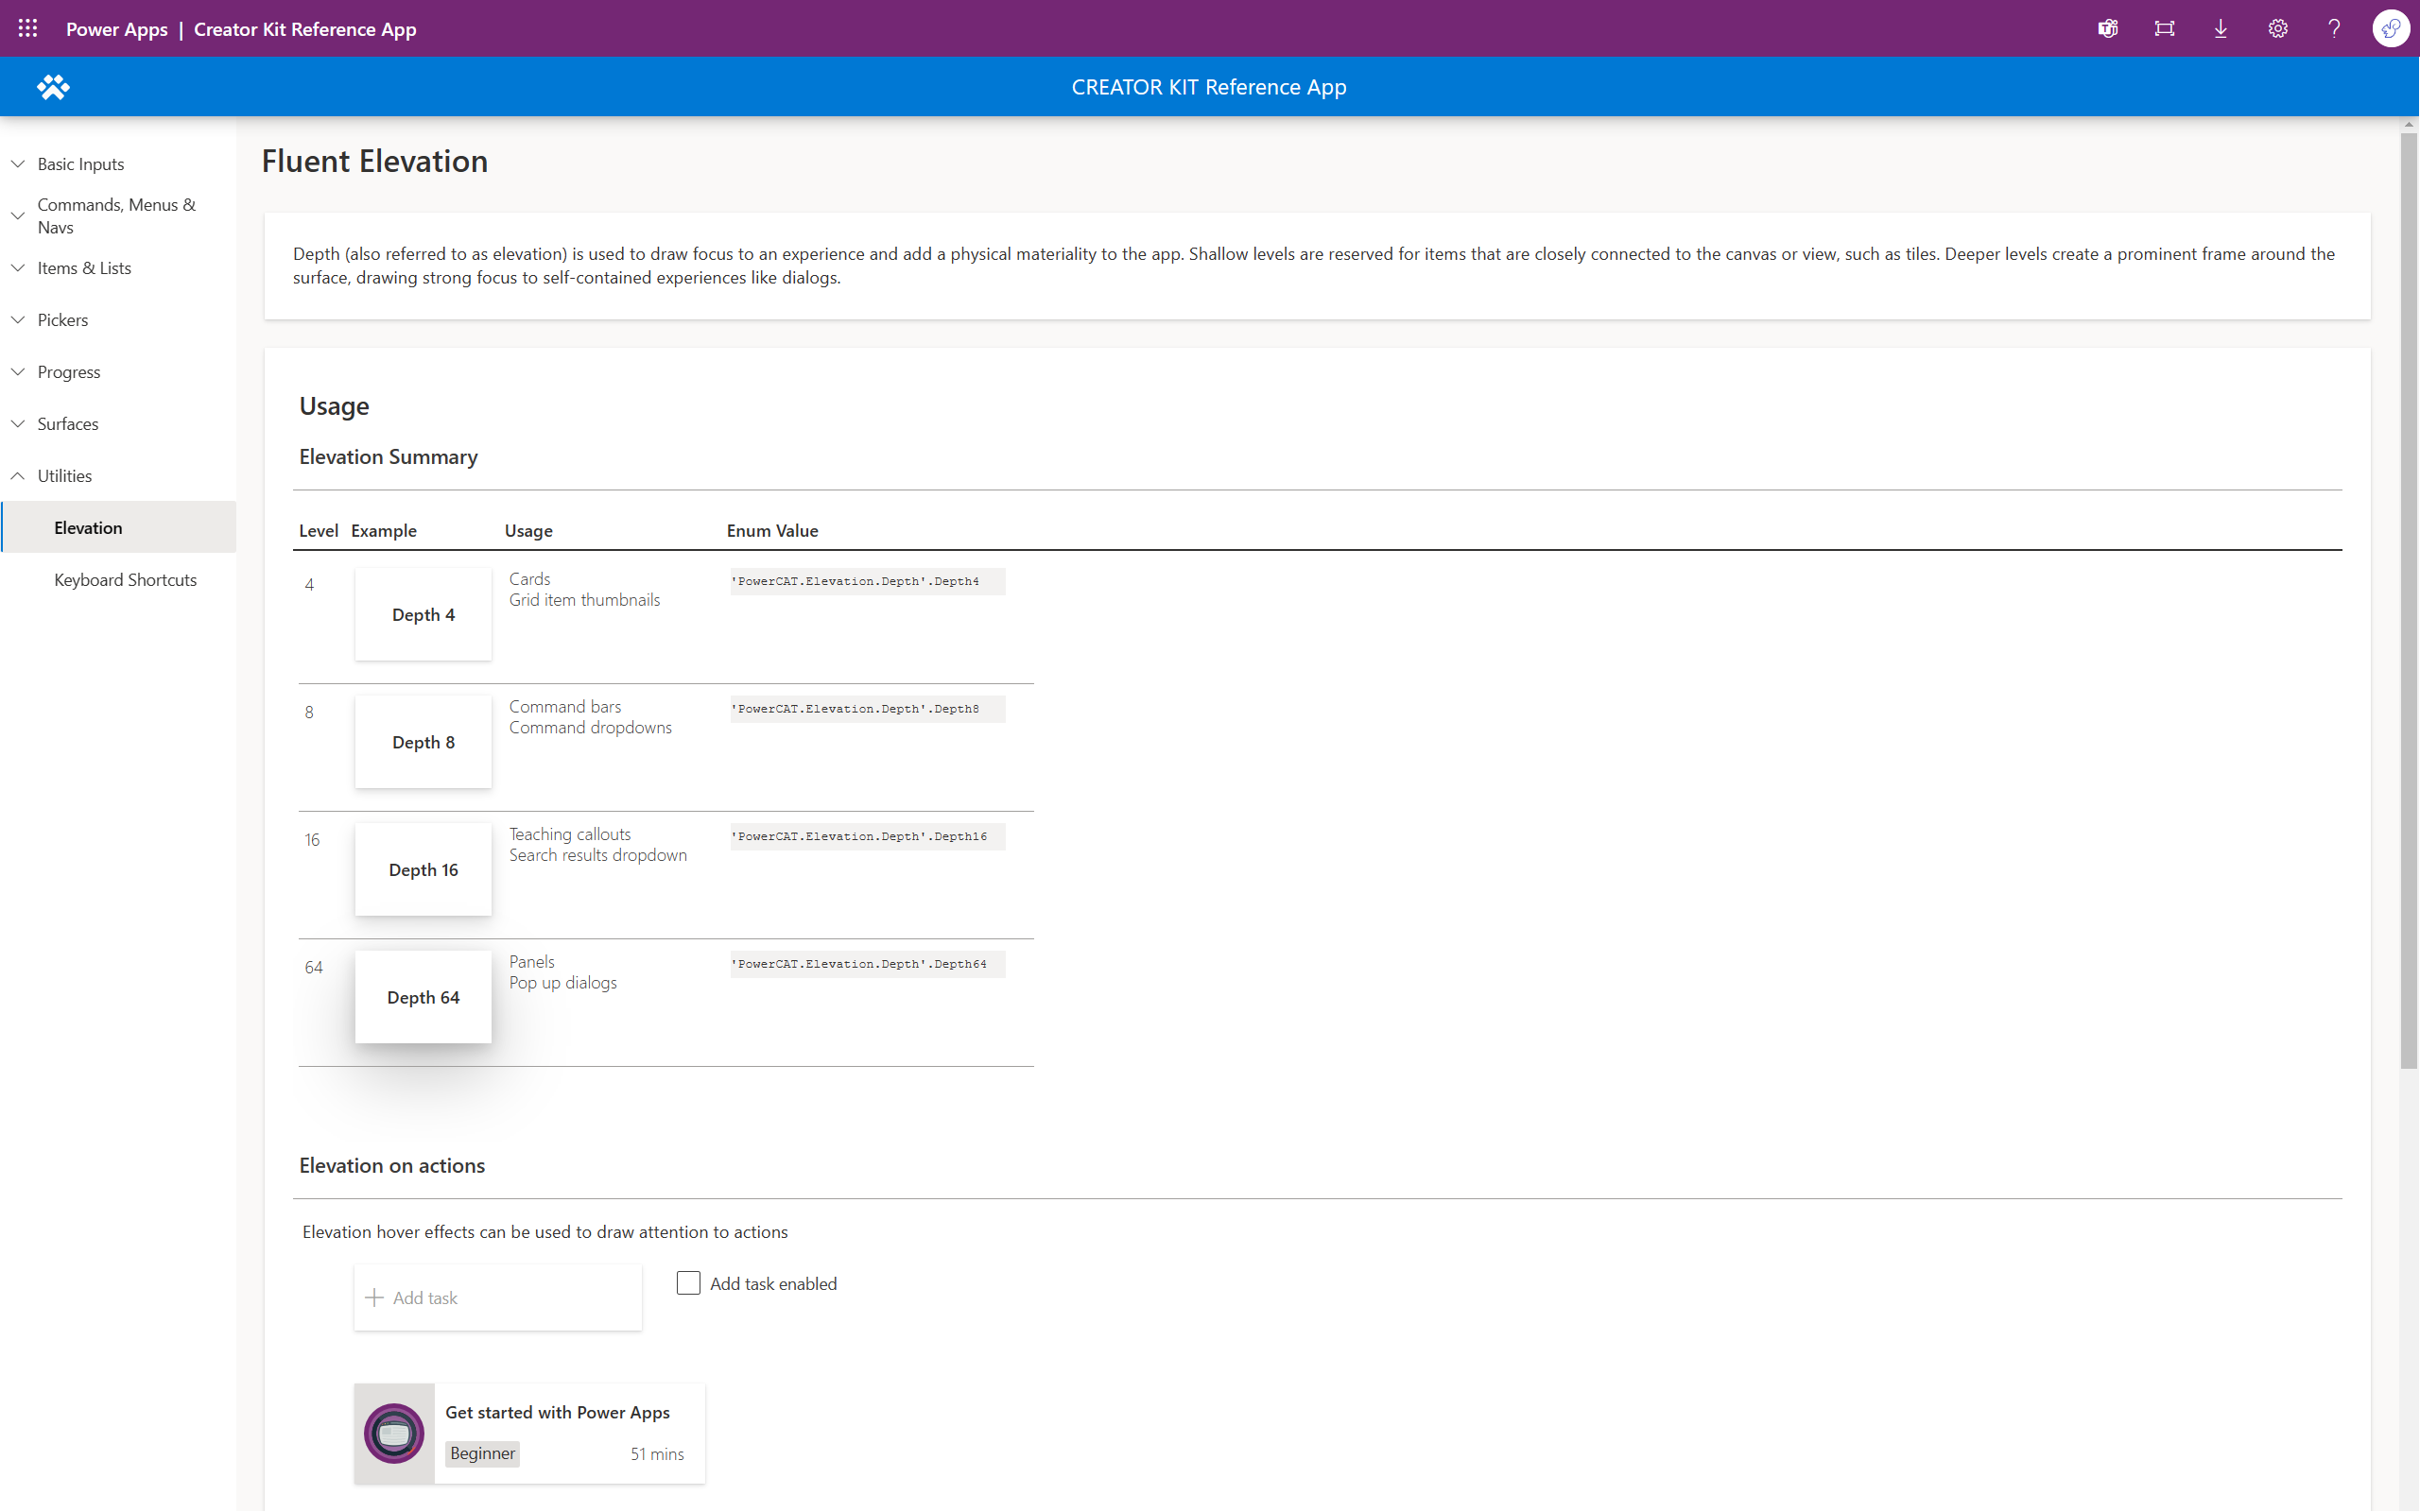 Power Apps | Creator Kit Reference App
CREATOR KIT Reference App
Basic Inputs
Commands, Menus &
Navs
Items & Lists
Pickers
Progress
Surfaces
Utilities
Elevation
Keyboard Shortcuts
Fluent Elevation
Depth (also referred to as elevation) is used to draw focus to an experience and add a physical materiality to the app. Shallow levels are reserved for items that are closely connected to the canvas or view, such as tiles. Deeper levels create a prominent frame around the
surface, drawing strong focus to self-contained experiences like dialogs.
Usage
Elevation Summary
Level Example Usage Enum Value
4
Depth 4
Cards
Grid item thumbnails
'PowerCAT.Elevation.Depth'.Depth4
8
Depth 8
Command bars
Command dropdowns
'PowerCAT.Elevation.Depth'.Depth8
16
Depth 16
Teaching callouts
Search results dropdown
'PowerCAT.Elevation.Depth'.Depth16
64
Depth 64
Panels
Pop up dialogs
'PowerCAT.Elevation.Depth'.Depth64
Elevation on actions
Elevation hover effects can be used to draw attention to actions
Add task
Add task enabled
Get started with Power Apps
Beginner 51 mins